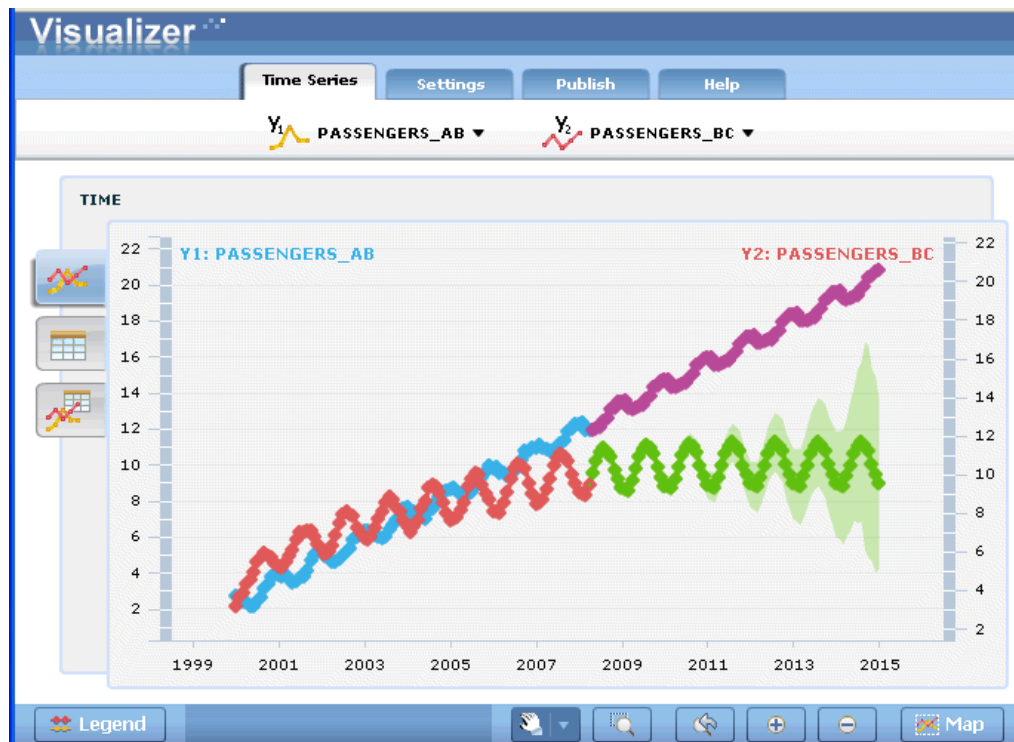 Visualizer
Time Series Settings Publish Help
Y1 PASSENGERS_AB Y2 PASSENGERS_BC
TIME
Y1: PASSENGERS_AB Y2: PASSENGERS_BC
22 22
20 20
18 18
16 16
14 14
12 12
10 10
8 8
6 6
4 4
2 2
1999 2001 2003 2005 2007 2009 2011 2013 2015
Legend Map